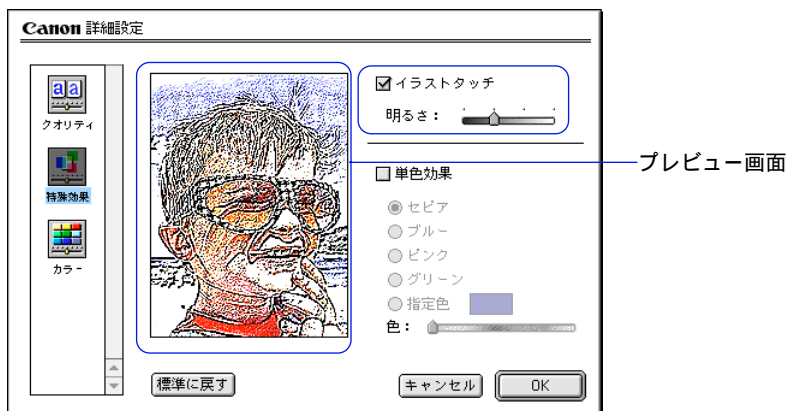 Canon 詳細設定
aa
クオリティ
特殊効果
カラー
イラストタッチ
明るさ：
プレビュー画面
単色効果
セピア
ブルー
ピンク
グリーン
指定色
色：
標準に戻す
キャンセル
OK